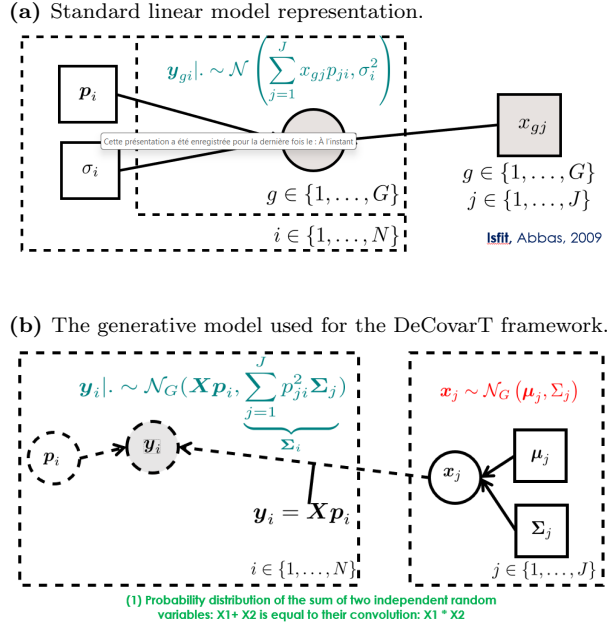 (a) Standard linear model representation.
y_{gi}|. ∼ N(∑_{j=1}^{J} x_{gj}p_{ji}, σ_i^2)
p_i
x_{gj}
Cette présentation a été enregistrée pour la dernière fois le : À l'instant
σ_i
g ∈ {1, . . . , G}
g ∈ {1, . . . , G}
j ∈ {1, . . . , J}
i ∈ {1, . . . , N}
Isfit, Abbas, 2009
(b) The generative model used for the DeCovarT framework.
y_i|. ∼ N_G(Xp_i, ∑_{j=1}^{J} p_{ji}^2 Σ_j)
Σ_i
x_j ∼ N_G (μ_j, Σ_j)
p_i
y_i
x_j
μ_j
Σ_j
y_i = Xp_i
i ∈ {1, . . . , N}
j ∈ {1, . . . , J}
(1) Probability distribution of the sum of two independent random
variables: X1+ X2 is equal to their convolution: X1 * X2